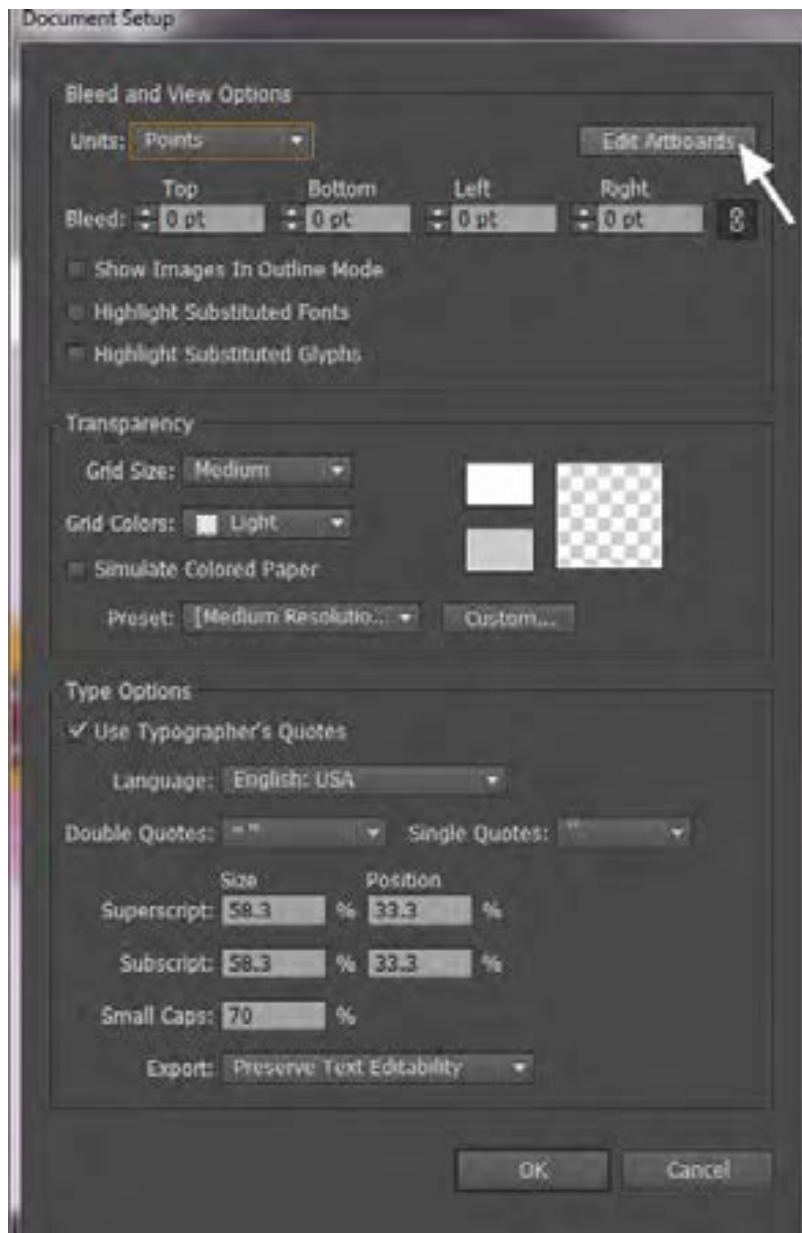 Document Setup
Bleed and View Options
Units: Points Edit Artboards
Top Bottom Left Right
Bleed: 0 pt 0 pt 0 pt 0 pt
Show Images In Outline Mode
Highlight Substituted Fonts
Highlight Substituted Glyphs
Transparency
Grid Size: Medium
Grid Colors: Light
Simulate Colored Paper
Preset: [Medium Resolutio... Custom...
Type Options
Use Typographer's Quotes
Language: English: USA
Double Quotes: “” Single Quotes: ‘’
Size Position
Superscript: 58.3 % 33.3 %
Subscript: 58.3 % 33.3 %
Small Caps: 70 %
Export: Preserve Text Editability
OK Cancel